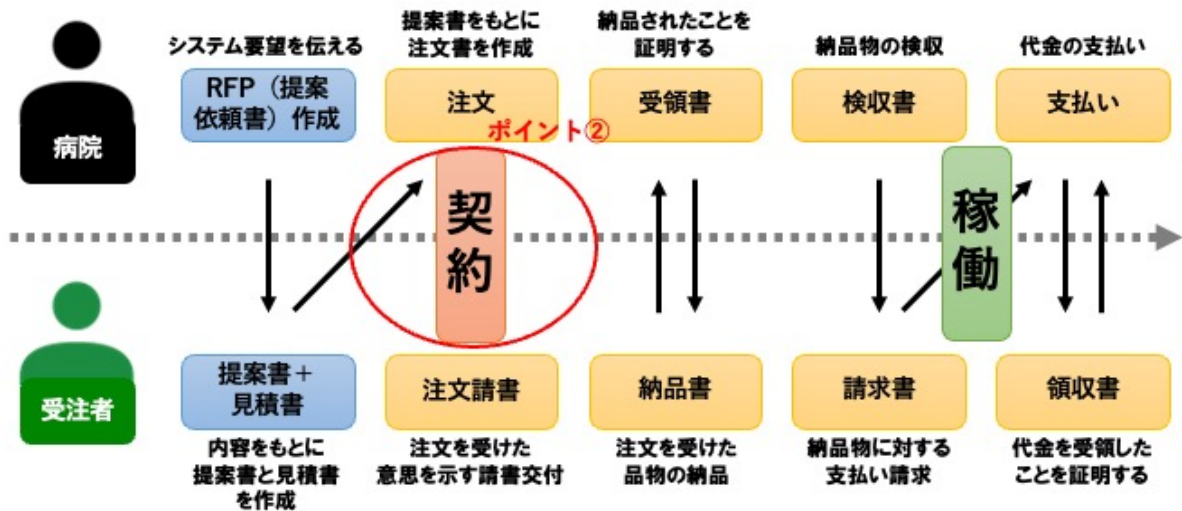 システム要望を伝える
RFP（提案
依頼書）作成
提案書をもとに
注文書を作成
注文
納品されたことを
証明する
受領書
納品物の検収
検収書
代金の支払い
支払い
病院
ポイント②
契
約
稼
働
受注者
提案書＋
見積書
内容をもとに
提案書と見積書
を作成
注文請書
注文を受けた
意思を示す請書交付
納品書
注文を受けた
品物の納品
請求書
納品物に対する
支払い請求
領収書
代金を受領した
ことを証明する